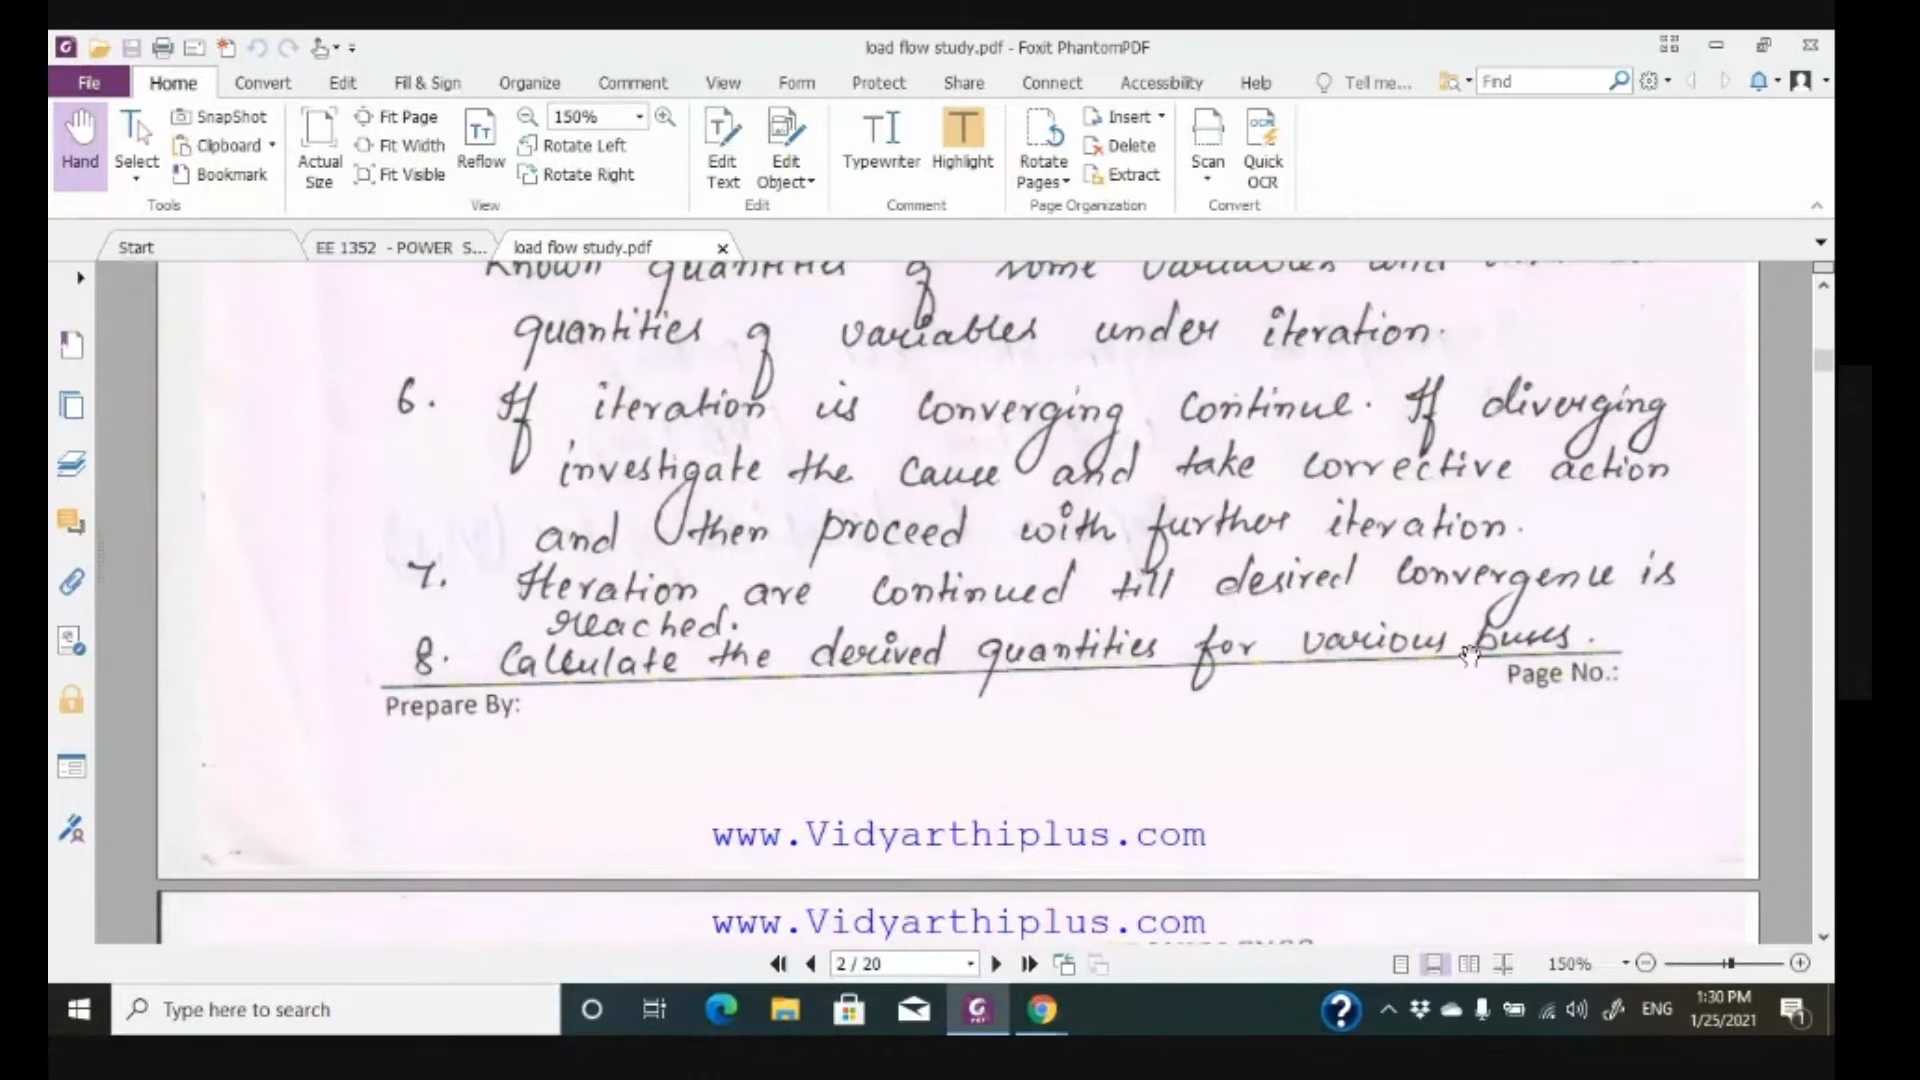 load flow study.pdf - Foxit PhantomPDF
File Home Convert Edit Fill & Sign Organize Comment View Form Protect Share Connect Accessibility Help Tell me... Find
Hand
Select
SnapShot
Clipboard
Bookmark
Tools
Actual Size
Fit Page
Fit Width
Fit Visible
Reflow
150%
Rotate Left
Rotate Right
View
Edit Text
Edit Object
Edit
Typewriter
Highlight
Comment
Rotate Pages
Insert
Delete
Extract
Page Organization
Scan
Quick OCR
Convert
Start
EE 1352 - POWER S...
load flow study.pdf
Known quantities of some variables and
quantities of variables under iteration.
6. If iteration is converging continue. If diverging
investigate the cause and take corrective action
and then proceed with further iteration.
7. Iteration are continued till desired convergence is
reached.
8. Calculate the derived quantities for various buses.
Prepare By:
Page No.:
www.Vidyarthiplus.com
www.Vidyarthiplus.com
2 / 20
150%
Type here to search
ENG
1:30 PM
1/25/2021
1